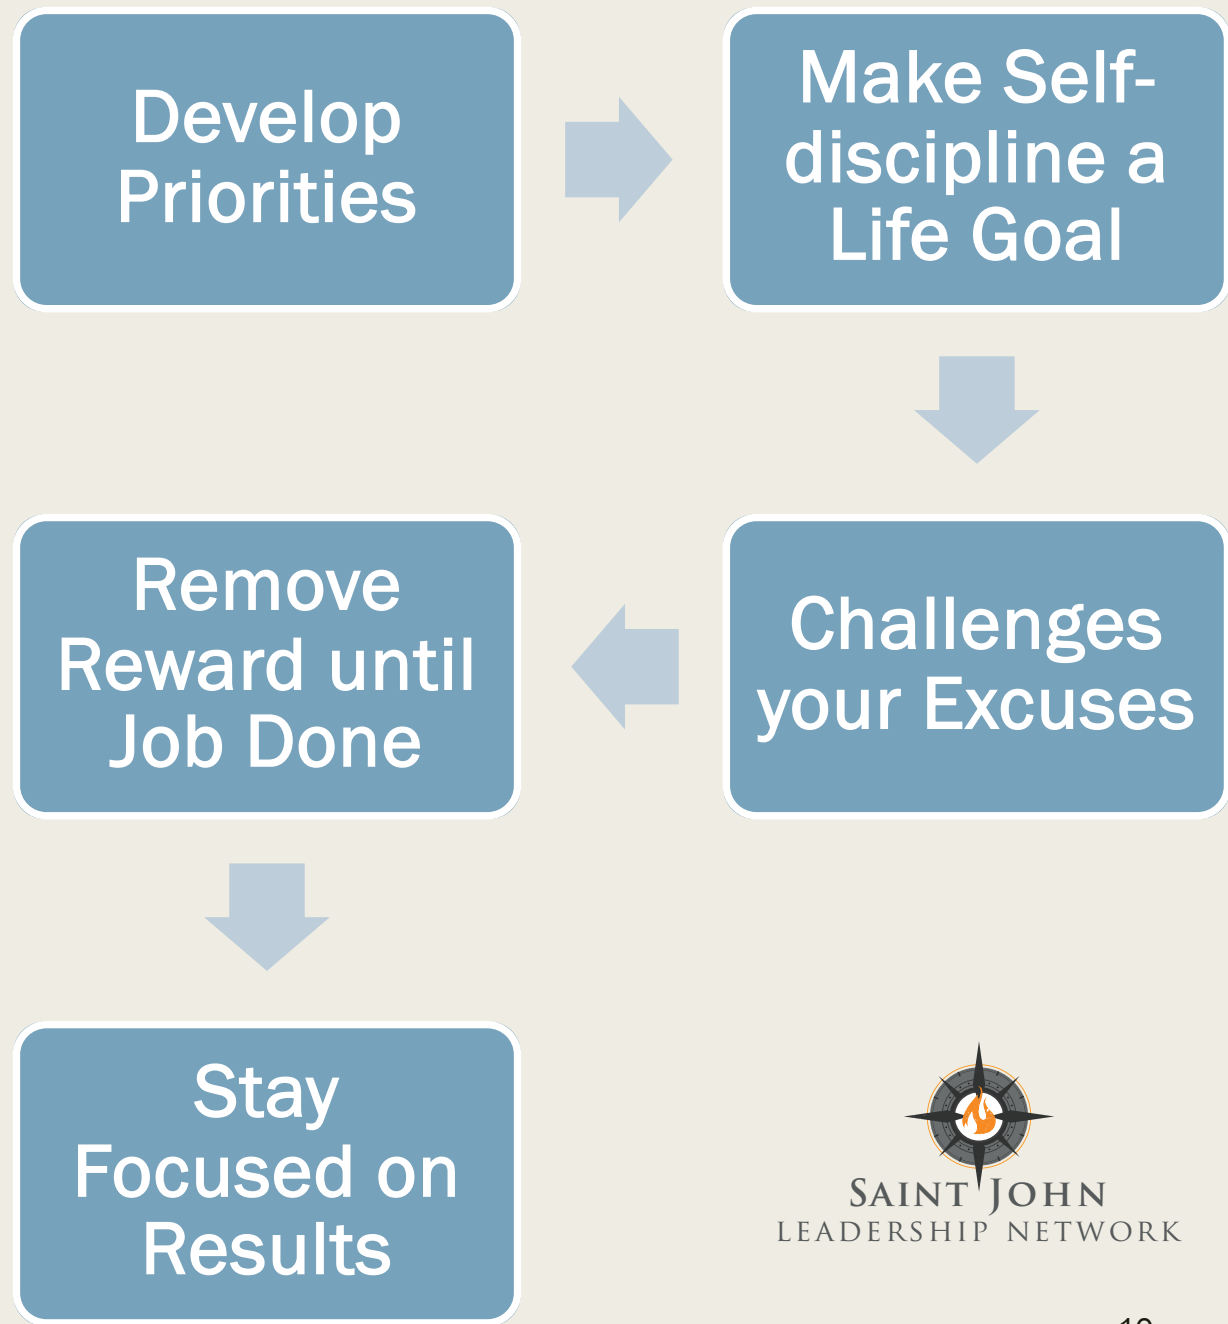 Develop
Priorities
Make Self-
discipline a
Life Goal
Challenges
your Excuses
Remove
Reward until
Job Done
Stay
Focused on
Results
SAINT JOHN
LEADERSHIP NETWORK